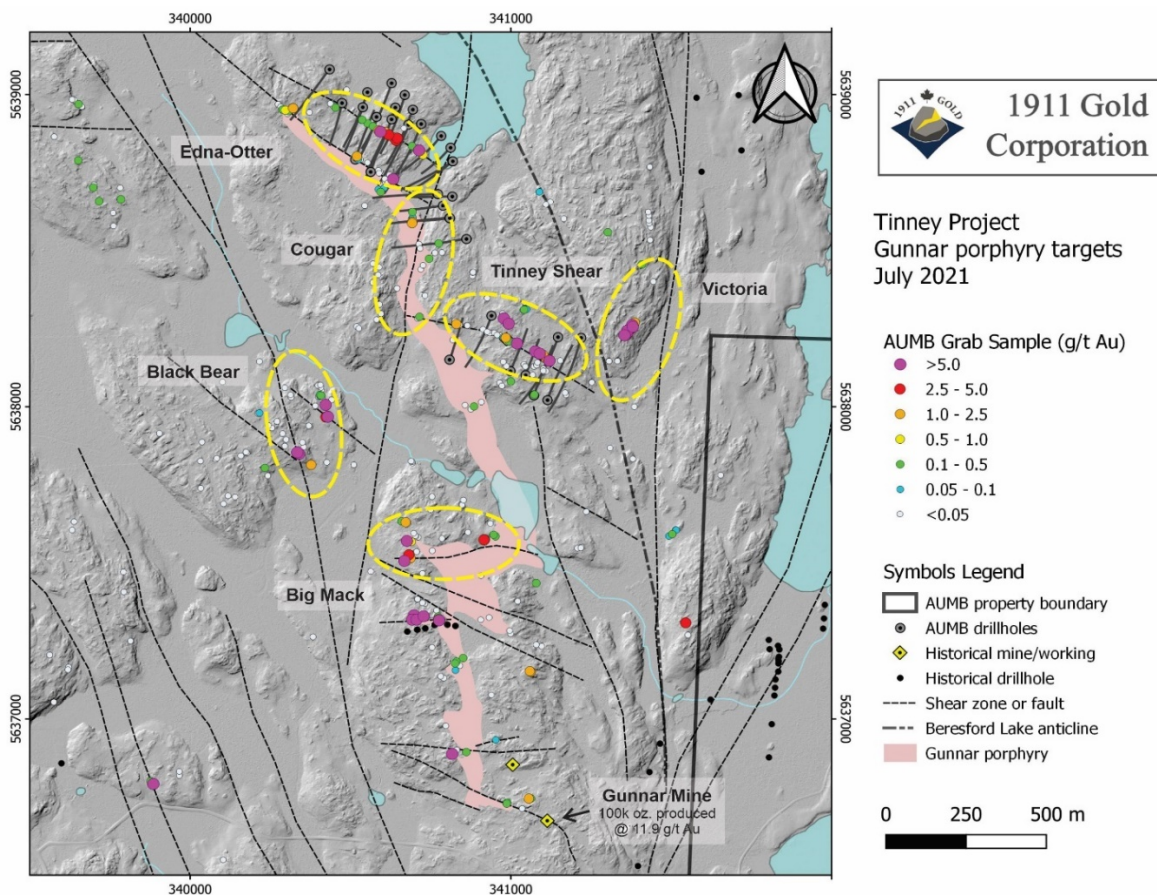 340000
341000
5639000
5639000
Edna-Otter
Cougar
Tinney Shear
Victoria
Black Bear
5638000
5638000
Big Mack
5637000
5637000
Gunnar Mine
100k oz. produced
@ 11.9 g/t Au
340000
341000
1911 GOLD
1911 Gold
Corporation
Tinney Project
Gunnar porphyry targets
July 2021
AUMB Grab Sample (g/t Au)
>5.0
2.5 - 5.0
1.0 - 2.5
0.5 - 1.0
0.1 - 0.5
0.05 - 0.1
<0.05
Symbols Legend
AUMB property boundary
AUMB drillholes
Historical mine/working
Historical drillhole
Shear zone or fault
Beresford Lake anticline
Gunnar porphyry
0 250 500 m